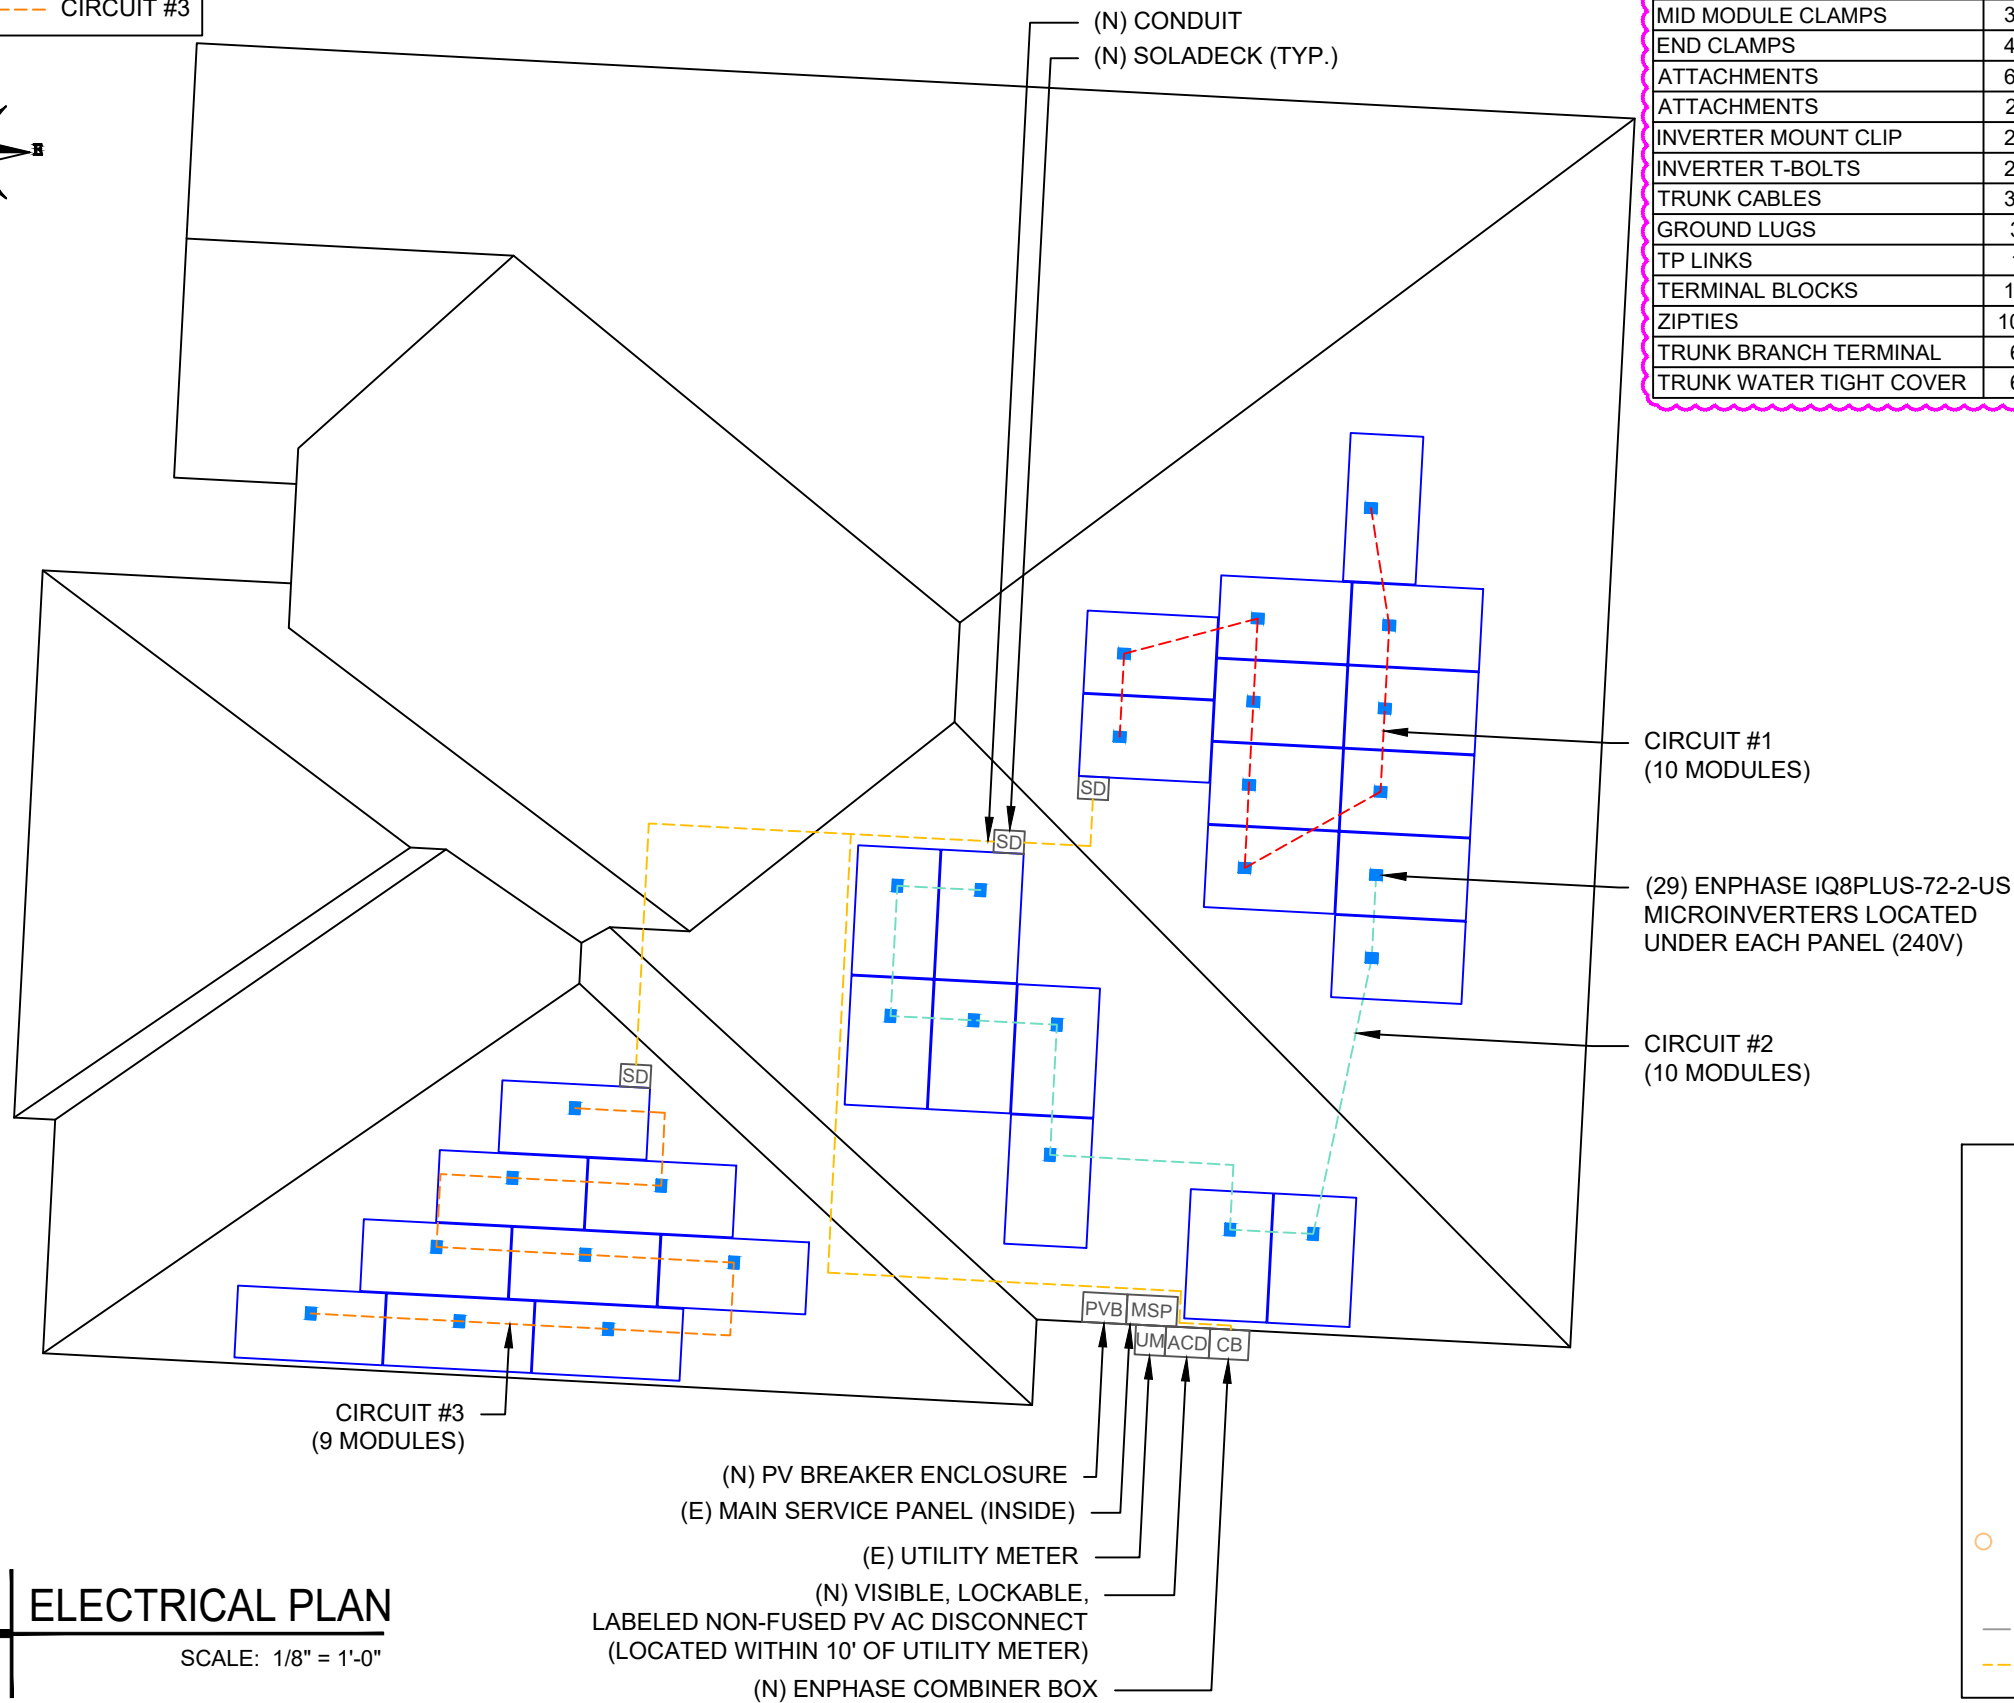 CIRCUIT #3
(N) CONDUIT
(N) SOLADECK (TYP.)
MID MODULE CLAMPS
END CLAMPS
ATTACHMENTS
ATTACHMENTS
INVERTER MOUNT CLIP
INVERTER T-BOLTS
TRUNK CABLES
GROUND LUGS
TP LINKS
TERMINAL BLOCKS
ZIPTIES
TRUNK BRANCH TERMINAL
TRUNK WATER TIGHT COVER
CIRCUIT #1
(10 MODULES)
SD
SD
(29) ENPHASE IQ8PLUS-72-2-US
MICROINVERTERS LOCATED
UNDER EACH PANEL (240V)
CIRCUIT #2
(10 MODULES)
SD
PVB MSP
UM ACD CB
CIRCUIT #3
(9 MODULES)
(N) PV BREAKER ENCLOSURE
(E) MAIN SERVICE PANEL (INSIDE)
(E) UTILITY METER
(N) VISIBLE, LOCKABLE,
LABELED NON-FUSED PV AC DISCONNECT
(LOCATED WITHIN 10' OF UTILITY METER)
(N) ENPHASE COMBINER BOX
ELECTRICAL PLAN
SCALE: 1/8" = 1'-0"